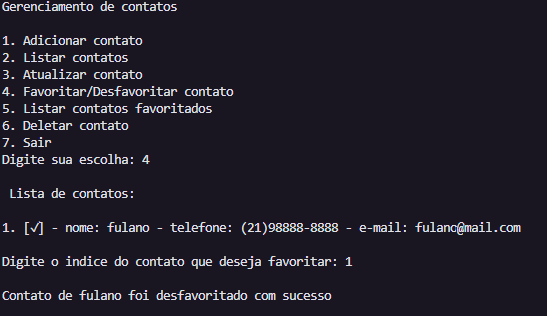 Gerenciamento de contatos
1. Adicionar contato
2. Listar contatos
3. Atualizar contato
4. Favoritar/Desfavoritar contato
5. Listar contatos favoritados
6. Deletar contato
7. Sair
Digite sua escolha: 4
Lista de contatos:
1. [✓] - nome: fulano - telefone: (21)98888-8888 - e-mail: fulano@mail.com
Digite o indice do contato que deseja favoritar: 1
Contato de fulano foi desfavoritado com sucesso